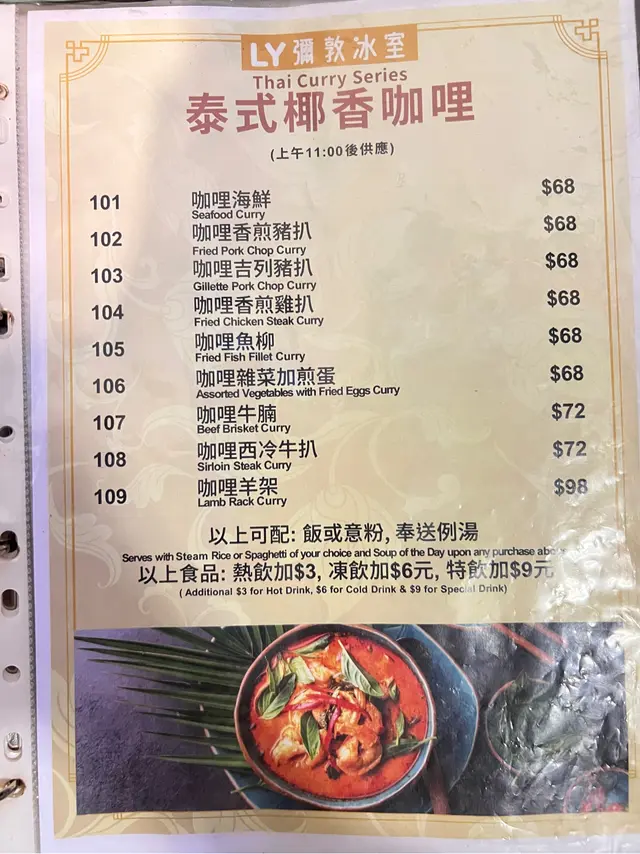 LY 彌敦冰室
Thai Curry Series
泰式椰香咖哩
(上午11:00後供應)
101 咖哩海鮮 $68
Seafood Curry
102 咖哩香煎豬扒 $68
Fried Pork Chop Curry
103 咖哩吉列豬扒 $68
Gillette Pork Chop Curry
104 咖哩香煎雞扒 $68
Fried Chicken Steak Curry
105 咖哩魚柳 $68
Fried Fish Fillet Curry
106 咖哩雜菜加煎蛋 $68
Assorted Vegetables with Fried Eggs Curry
107 咖哩牛腩 $72
Beef Brisket Curry
108 咖哩西冷牛扒 $72
Sirloin Steak Curry
109 咖哩羊架 $98
Lamb Rack Curry
以上可配: 飯或意粉, 奉送例湯
Serves with Steam Rice or Spaghetti of your choice and Soup of the Day upon any purchase
以上食品: 熱飲加$3, 凍飲加$6元, 特飲加$9元
( Additional $3 for Hot Drink, $6 for Cold Drink & $9 for Special Drink)